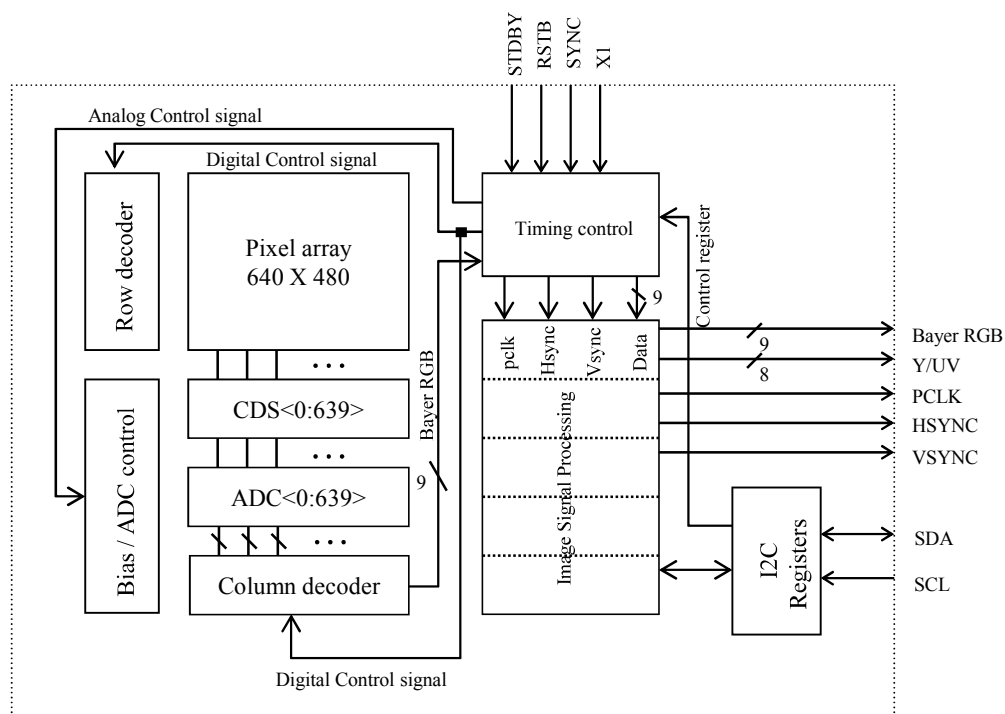 STDBY
RSTB
SYNC
X1
Analog Control signal
Digital Control signal
Row decoder
Pixel array
640 X 480
Timing control
Control register
9
pclk
Hsync
Vsync
Data
9
Bayer RGB
8
Y/UV
PCLK
HSYNC
VSYNC
...
CDS<0:639>
Bayer RGB
...
Bias / ADC control
ADC<0:639>
9
Image Signal Processing
...
Column decoder
I2C
Registers
SDA
SCL
Digital Control signal